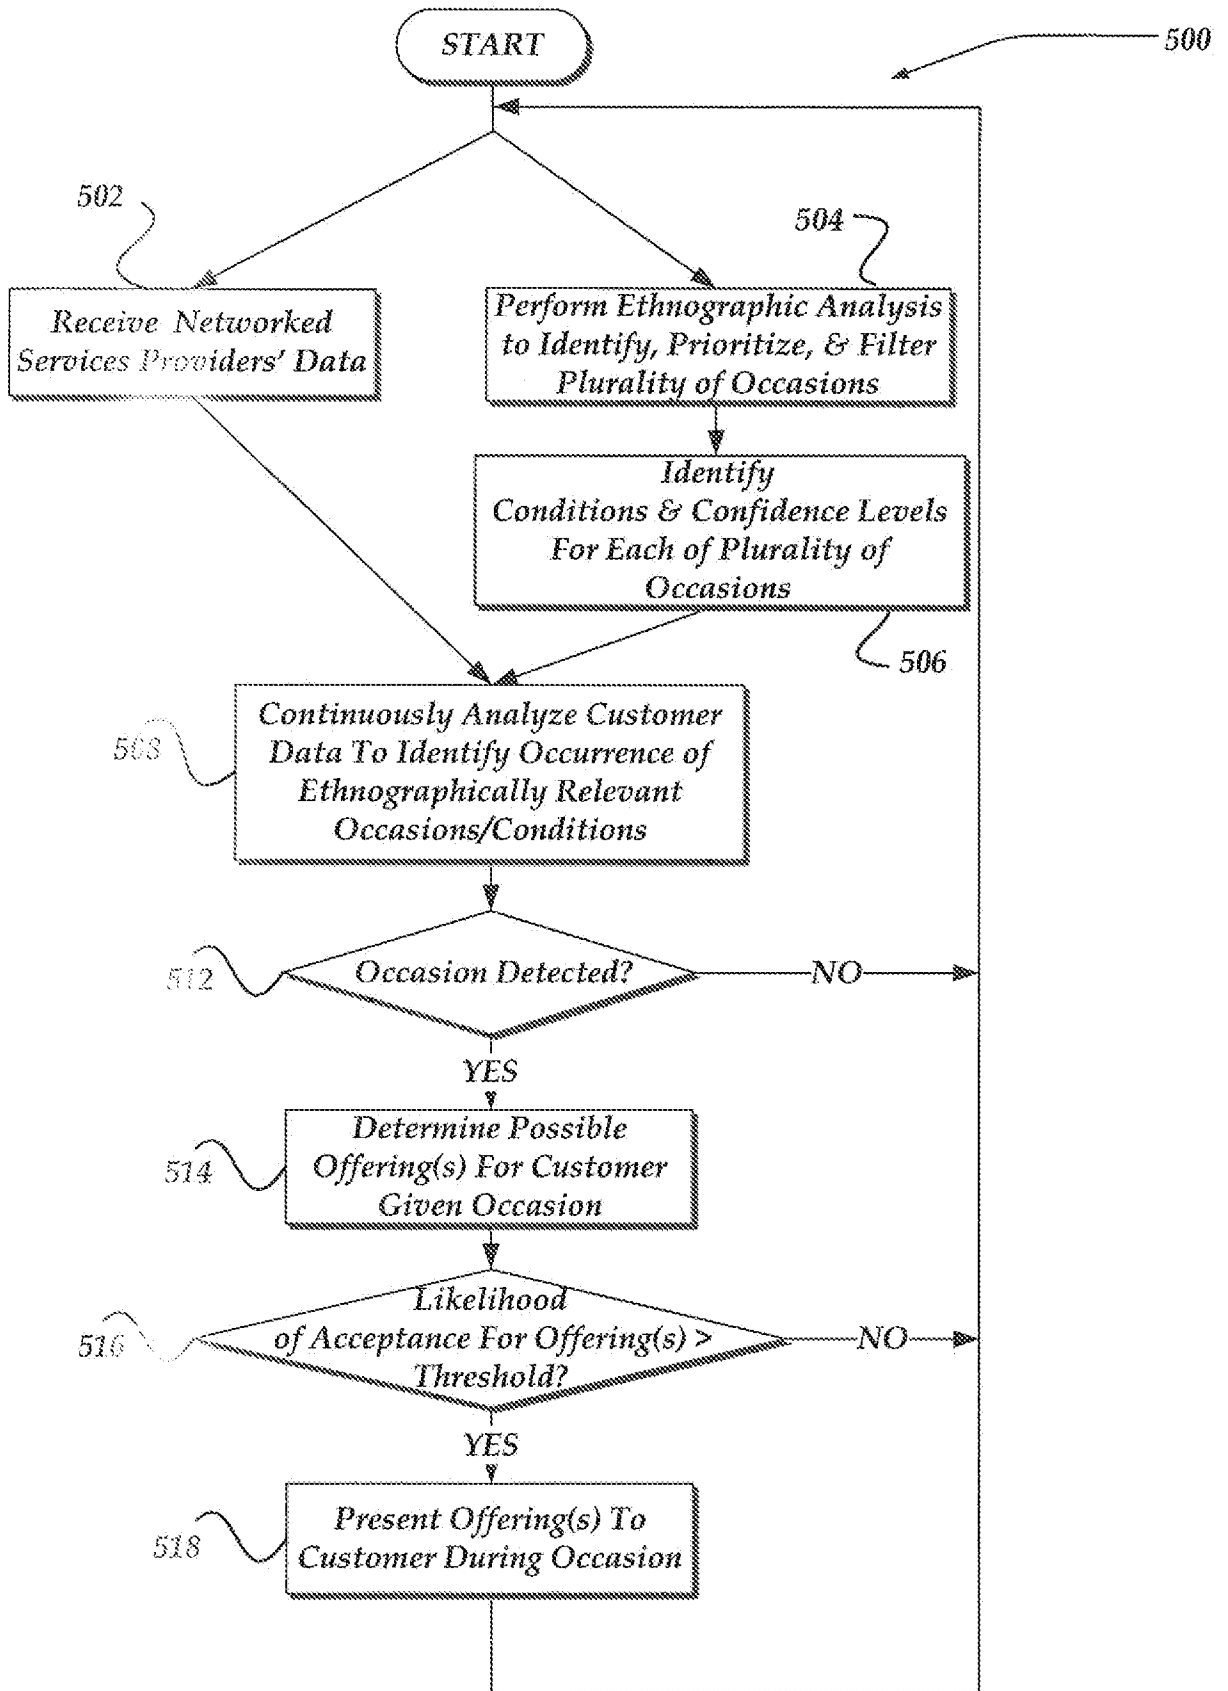 START
500
502
504
Receive Networked
Services Providers' Data
Perform Ethnographic Analysis
to Identify, Prioritize, & Filter
Plurality of Occasions
Identify
Conditions & Confidence Levels
For Each of Plurality of
Occasions
506
508
Continuously Analyze Customer
Data To Identify Occurrence of
Ethnographically Relevant
Occasions/Conditions
512
Occasion Detected?
NO
YES
514
Determine Possible
Offering(s) For Customer
Given Occasion
516
Likelihood
of Acceptance For Offering(s) >
Threshold?
NO
YES
518
Present Offering(s) To
Customer During Occasion